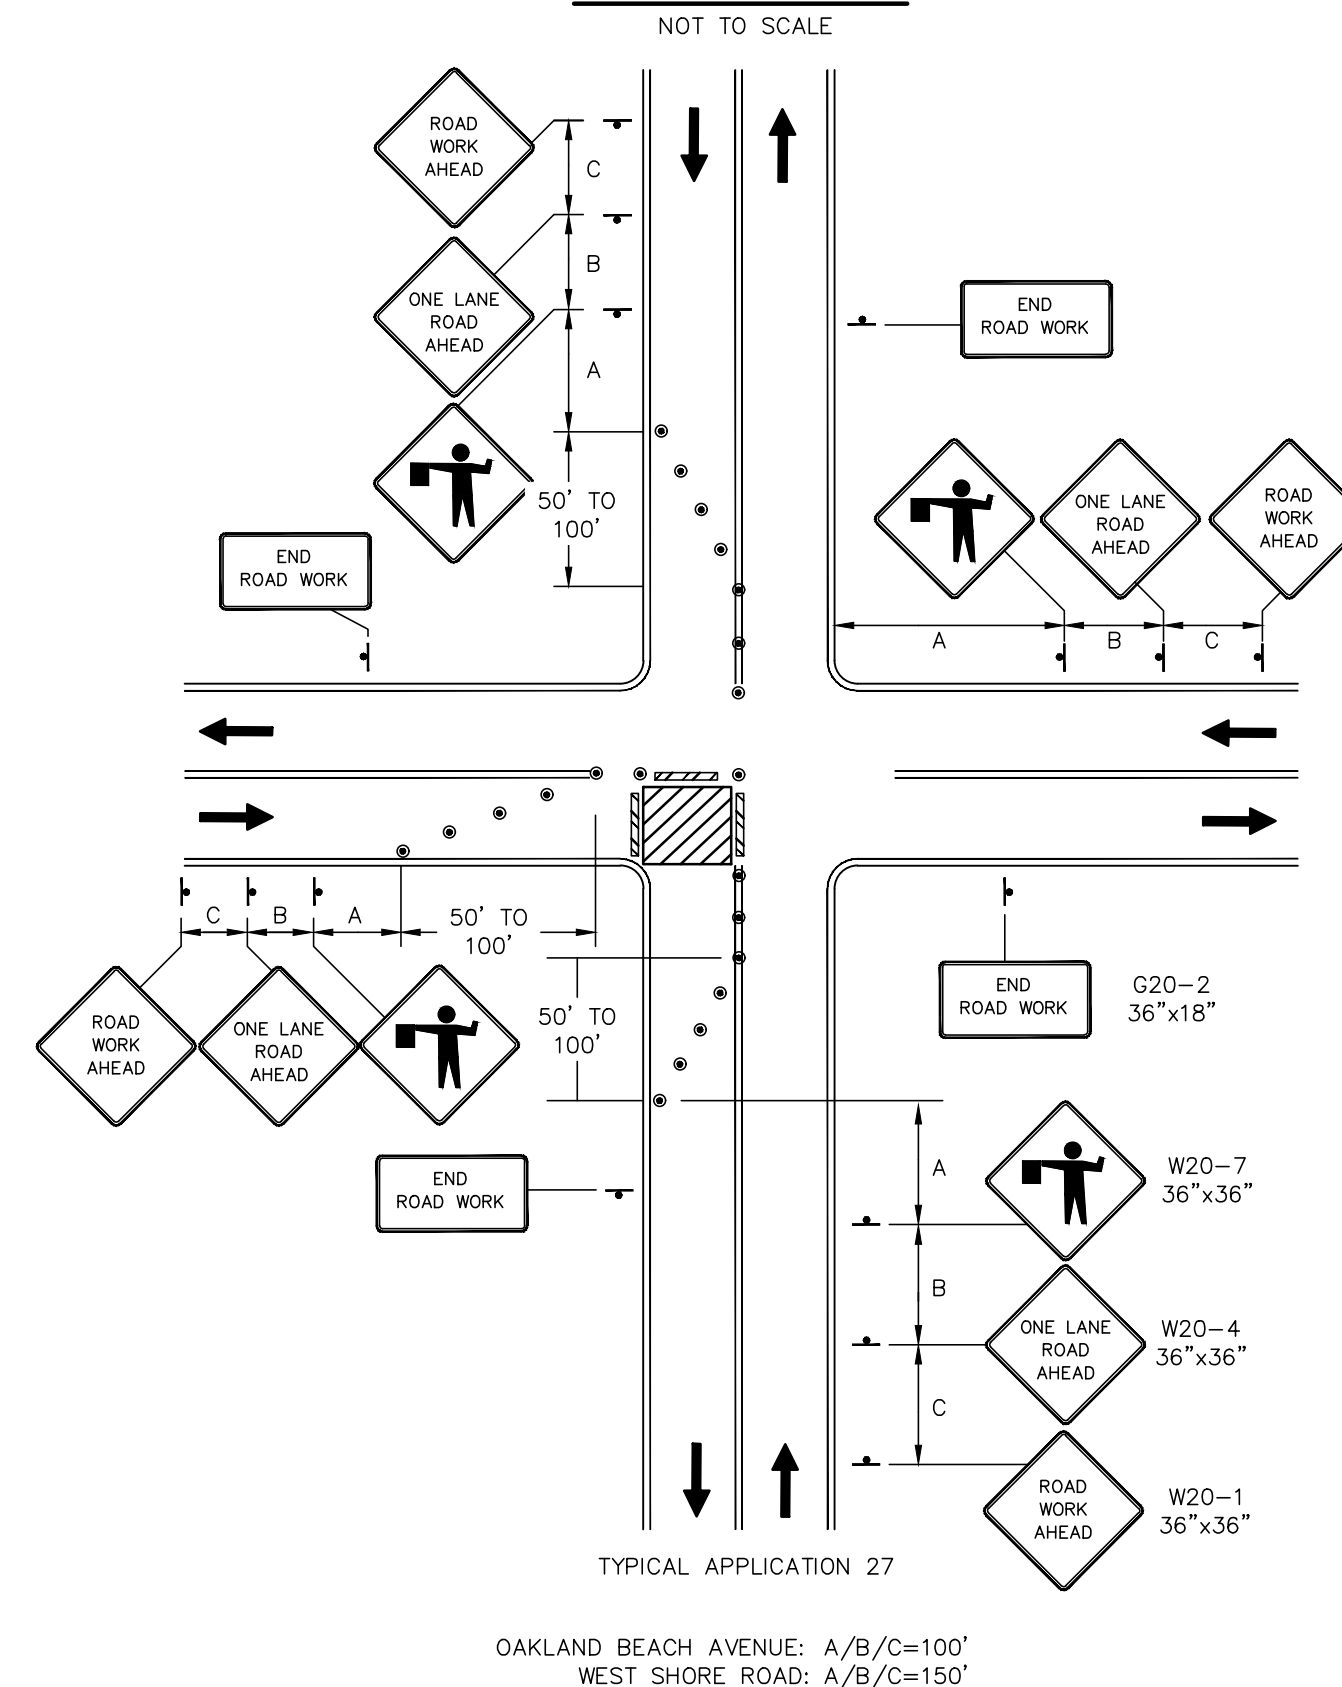 NOT TO SCALE
ROAD
WORK
AHEAD
C
B
ONE LANE
ROAD
AHEAD
A
50' TO
100'
END
ROAD WORK
END
ROAD WORK
ONE LANE
ROAD
AHEAD
ROAD
WORK
AHEAD
A
B
C
C
B
A
50' TO
100'
ROAD
WORK
AHEAD
ONE LANE
ROAD
AHEAD
50' TO
100'
END
ROAD WORK
G20-2
36"x18"
END
ROAD WORK
A
W20-7
36"x36"
B
ONE LANE
ROAD
AHEAD
W20-4
36"x36"
C
ROAD
WORK
AHEAD
W20-1
36"x36"
TYPICAL APPLICATION 27
OAKLAND BEACH AVENUE: A/B/C=100'
WEST SHORE ROAD: A/B/C=150'